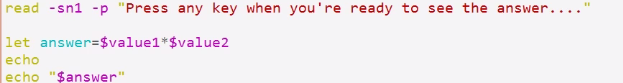 read -sn1 -p "Press any key when you're ready to see the answer...."
let answer=$value1*$value2
echo
echo "$answer"